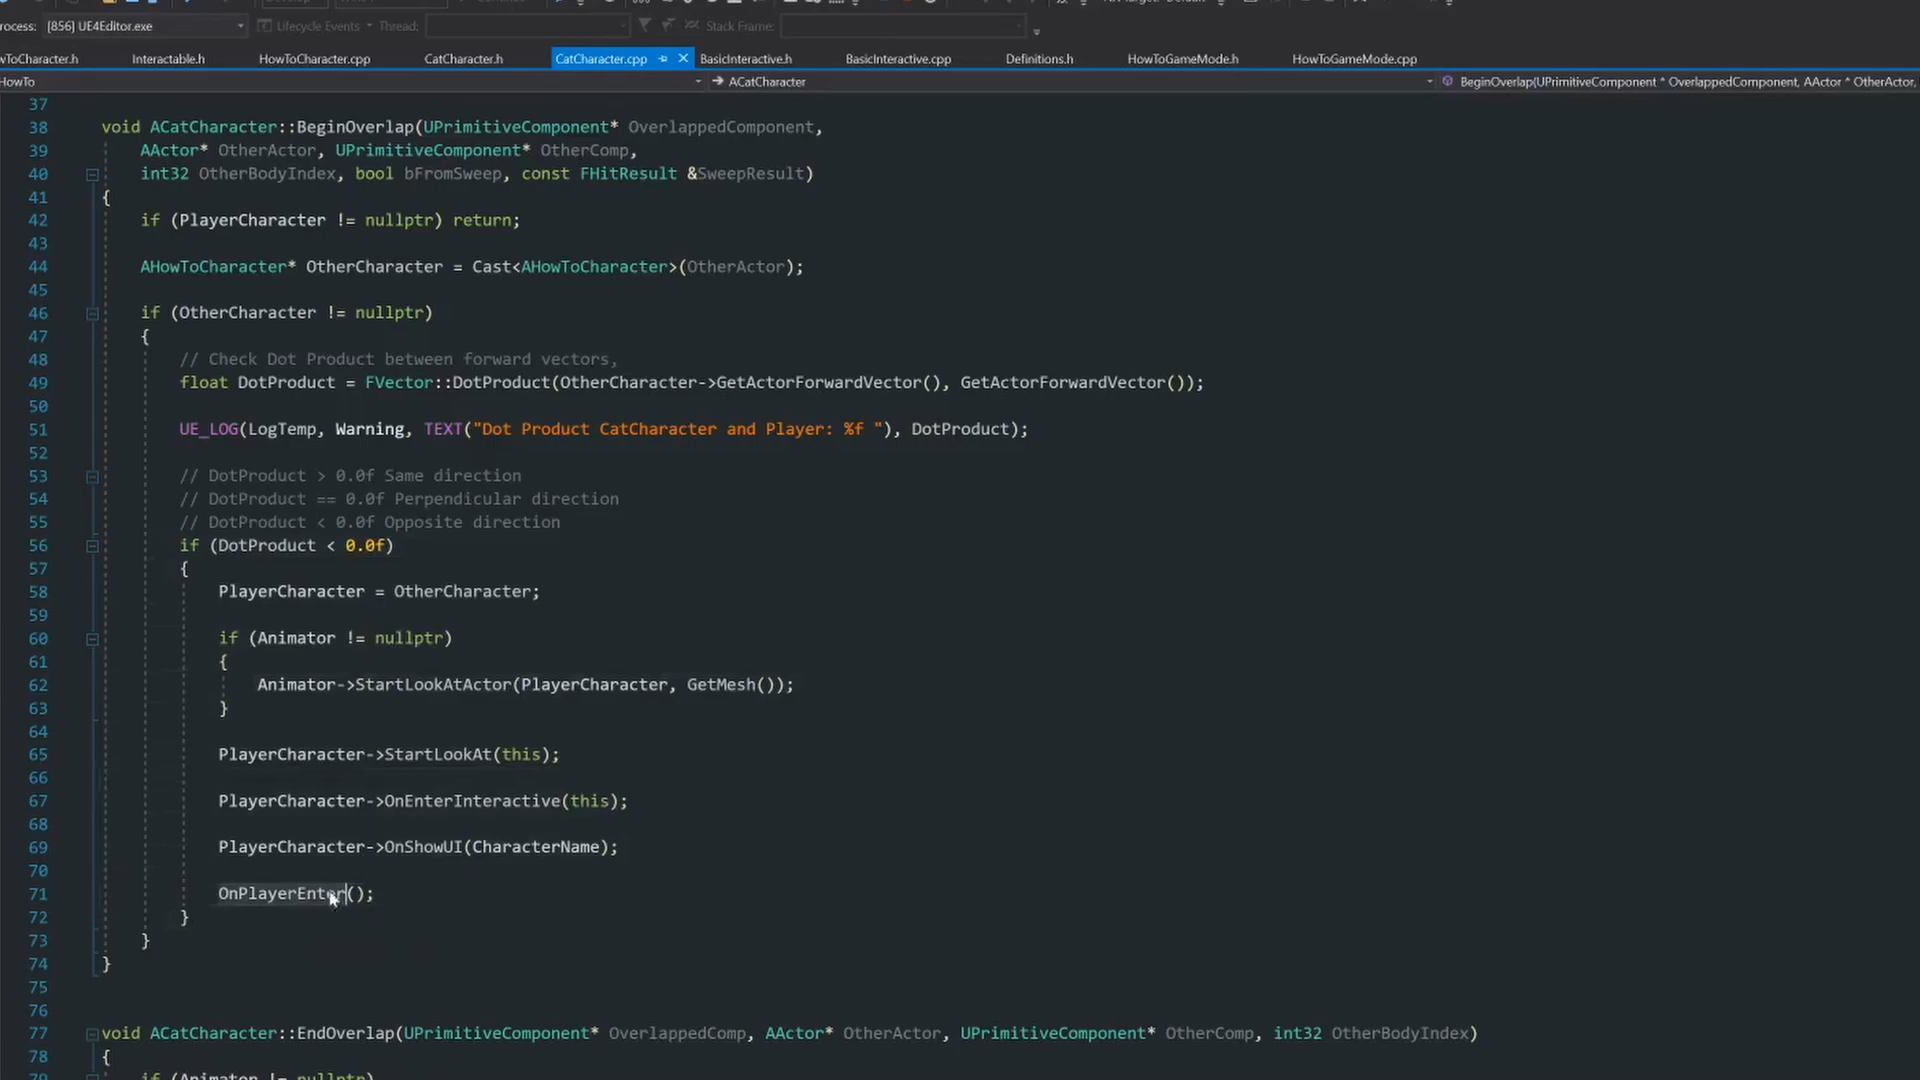 rocess: [856] UE4Editor.exe Lifecycle Events Thread: Stack Frame:
wToCharacter.h Interactable.h HowToCharacter.cpp CatCharacter.h CatCharacter.cpp BasicInteractive.h BasicInteractive.cpp Definitions.h HowToGameMode.h HowToGameMode.cpp
HowTo ACatCharacter BeginOverlap(UPrimitiveComponent * OverlappedComponent, AActor * OtherActor,
37
38 void ACatCharacter::BeginOverlap(UPrimitiveComponent* OverlappedComponent,
39 AActor* OtherActor, UPrimitiveComponent* OtherComp,
40 int32 OtherBodyIndex, bool bFromSweep, const FHitResult &SweepResult)
41 {
42 if (PlayerCharacter != nullptr) return;
43
44 AHowToCharacter* OtherCharacter = Cast<AHowToCharacter>(OtherActor);
45
46 if (OtherCharacter != nullptr)
47 {
48 // Check Dot Product between forward vectors,
49 float DotProduct = FVector::DotProduct(OtherCharacter->GetActorForwardVector(), GetActorForwardVector());
50
51 UE_LOG(LogTemp, Warning, TEXT("Dot Product CatCharacter and Player: %f "), DotProduct);
52
53 // DotProduct > 0.0f Same direction
54 // DotProduct == 0.0f Perpendicular direction
55 // DotProduct < 0.0f Opposite direction
56 if (DotProduct < 0.0f)
57 {
58 PlayerCharacter = OtherCharacter;
59
60 if (Animator != nullptr)
61 {
62 Animator->StartLookAtActor(PlayerCharacter, GetMesh());
63 }
64
65 PlayerCharacter->StartLookAt(this);
66
67 PlayerCharacter->OnEnterInteractive(this);
68
69 PlayerCharacter->OnShowUI(CharacterName);
70
71 OnPlayerEnter();
72 }
73 }
74 }
75
76
77 void ACatCharacter::EndOverlap(UPrimitiveComponent* OverlappedComp, AActor* OtherActor, UPrimitiveComponent* OtherComp, int32 OtherBodyIndex)
78 {
79 if (Animator != nullptr)